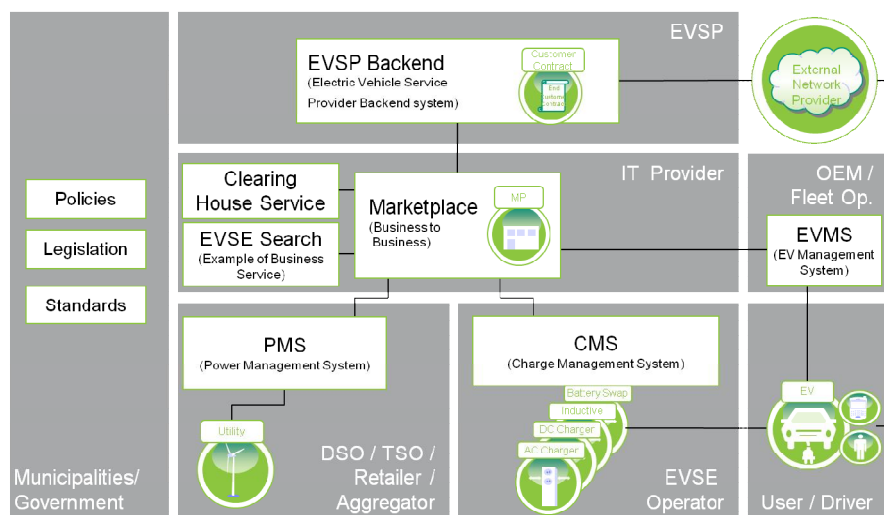 EVSP
EVSP Backend
(Electric Vehicle Service
Provider Backend system)
Customer
Contract
End
Customer
Contract
External
Network
Provider
IT Provider
Clearing
House Service
EVSE Search
(Example of Business
Service)
Marketplace
(Business to
Business)
MP
OEM /
Fleet Op.
EVMS
(EV Management
System)
Policies
Legislation
Standards
Municipalities/
Government
PMS
(Power Management System)
Utility
DSO / TSO /
Retailer /
Aggregator
CMS
(Charge Management System)
Battery Swap
Inductive
DC Charger
AC Charger
EVSE
Operator
EV
User / Driver